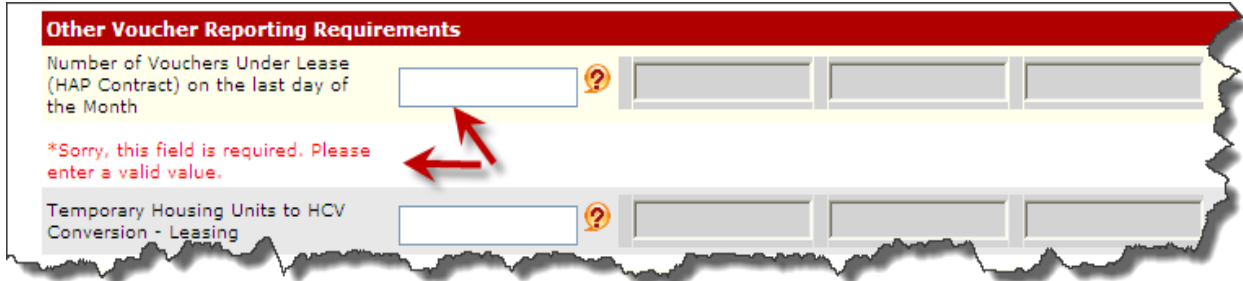 Other Voucher Reporting Requirements
Number of Vouchers Under Lease
(HAP Contract) on the last day of
the Month
?
*Sorry, this field is required. Please
enter a valid value.
Temporary Housing Units to HCV
Conversion - Leasing
?